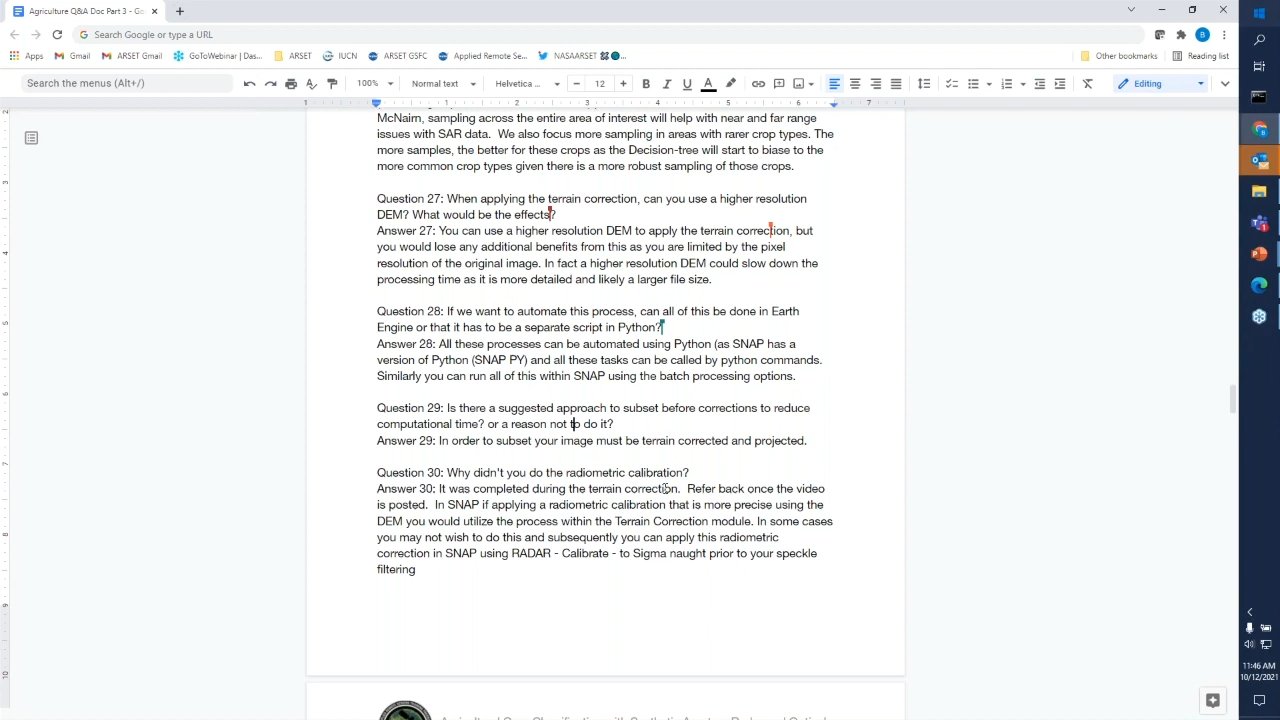 Agriculture Q&A Doc Part 3 - Go
Search Google or type a URL
Apps Gmail ARSET Gmail GoToWebinar | Das... ARSET IUCN ARSET GSFC Applied Remote Se... NASAARSET Other bookmarks Reading list
Search the menus (Alt+/) 100% Normal text Helvetica ... 12 Editing
McNairn, sampling across the entire area of interest will help with near and far range
issues with SAR data. We also focus more sampling in areas with rarer crop types. The
more samples, the better for these crops as the Decision-tree will start to biase to the
more common crop types given there is a more robust sampling of those crops.
Question 27: When applying the terrain correction, can you use a higher resolution
DEM? What would be the effects?
Answer 27: You can use a higher resolution DEM to apply the terrain correction, but
you would lose any additional benefits from this as you are limited by the pixel
resolution of the original image. In fact a higher resolution DEM could slow down the
processing time as it is more detailed and likely a larger file size.
Question 28: If we want to automate this process, can all of this be done in Earth
Engine or that it has to be a separate script in Python?
Answer 28: All these processes can be automated using Python (as SNAP has a
version of Python (SNAP PY) and all these tasks can be called by python commands.
Similarly you can run all of this within SNAP using the batch processing options.
Question 29: Is there a suggested approach to subset before corrections to reduce
computational time? or a reason not to do it?
Answer 29: In order to subset your image must be terrain corrected and projected.
Question 30: Why didn't you do the radiometric calibration?
Answer 30: It was completed during the terrain correction. Refer back once the video
is posted. In SNAP if applying a radiometric calibration that is more precise using the
DEM you would utilize the process within the Terrain Correction module. In some cases
you may not wish to do this and subsequently you can apply this radiometric
correction in SNAP using RADAR - Calibrate - to Sigma naught prior to your speckle
filtering
11:46 AM
10/12/2021